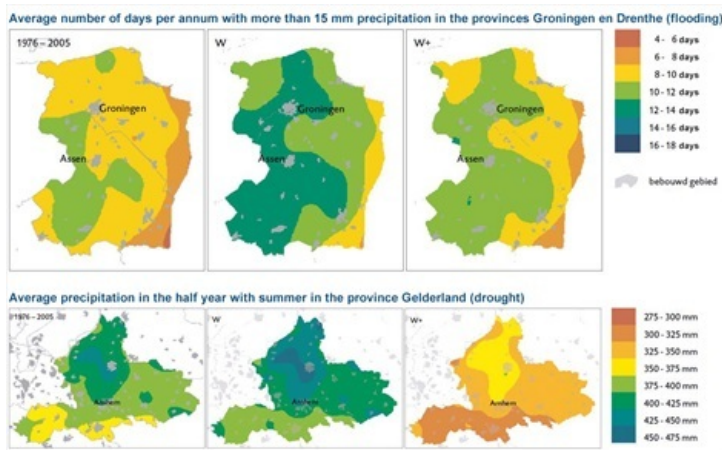 Average number of days per annum with more than 15 mm precipitation in the provinces Groningen en Drenthe (flooding)
1976 – 2005
Groningen
Assen
W
Groningen
Assen
W+
Groningen
Assen
4 - 6 days
6 - 8 days
8 - 10 days
10 - 12 days
12 - 14 days
14 - 16 days
16 - 18 days
bebouwd gebied
Average precipitation in the half year with summer in the province Gelderland (drought)
1976 – 2005
Arnhem
W
Arnhem
W+
Arnhem
275 - 300 mm
300 - 325 mm
325 - 350 mm
350 - 375 mm
375 - 400 mm
400 - 425 mm
425 - 450 mm
450 - 475 mm